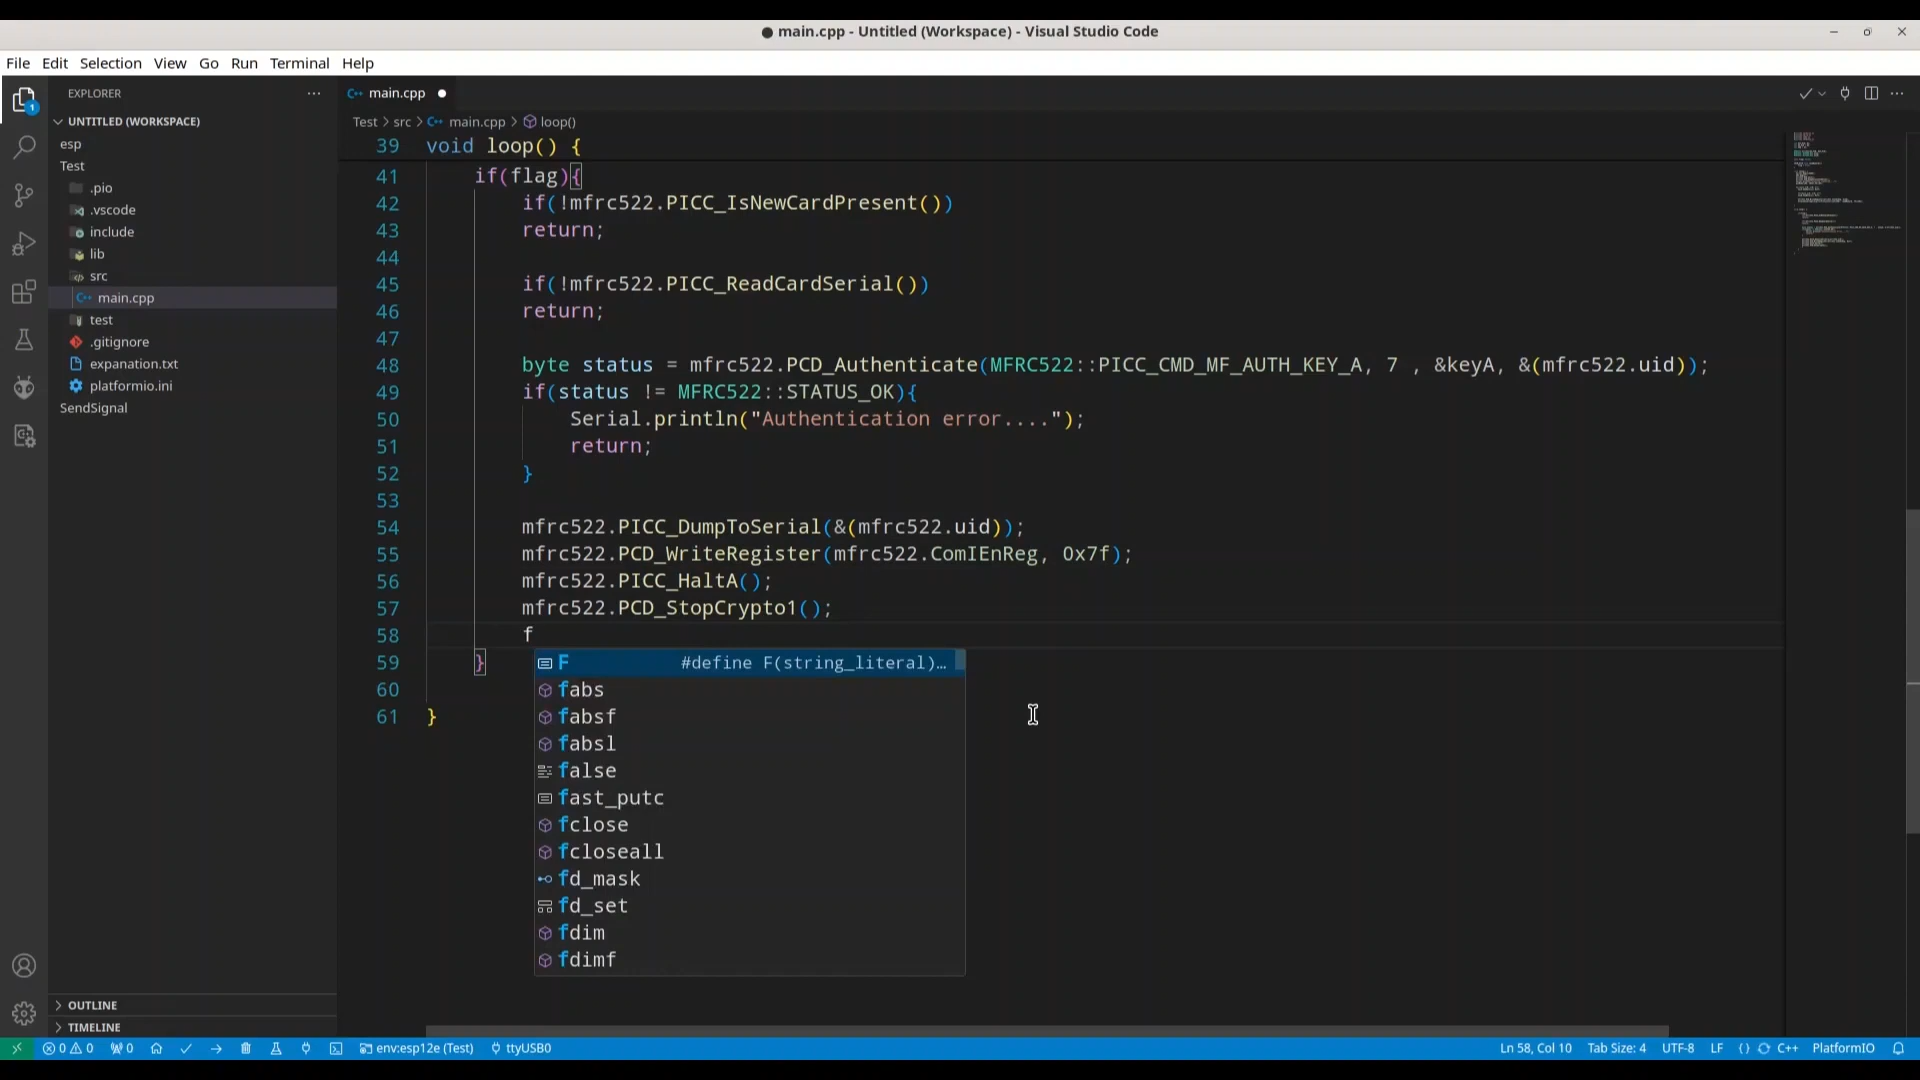 main.cpp - Untitled (Workspace) - Visual Studio Code
File Edit Selection View Go Run Terminal Help
EXPLORER
UNTITLED (WORKSPACE)
esp
Test
.pio
.vscode
include
lib
src
main.cpp
test
.gitignore
expanation.txt
platformio.ini
SendSignal
OUTLINE
TIMELINE
main.cpp
Test > src > main.cpp > loop()
39 void loop() {
41 if(flag){
42 if(!mfrc522.PICC_IsNewCardPresent())
43 return;
44
45 if(!mfrc522.PICC_ReadCardSerial())
46 return;
47
48 byte status = mfrc522.PCD_Authenticate(MFRC522::PICC_CMD_MF_AUTH_KEY_A, 7 , &keyA, &(mfrc522.uid));
49 if(status != MFRC522::STATUS_OK){
50 Serial.println("Authentication error....");
51 return;
52 }
53
54 mfrc522.PICC_DumpToSerial(&(mfrc522.uid));
55 mfrc522.PCD_WriteRegister(mfrc522.ComIEnReg, 0x7f);
56 mfrc522.PICC_HaltA();
57 mfrc522.PCD_StopCrypto1();
58 f
59 }
60
61 }
F #define F(string_literal)…
fabs
fabsf
fabsl
false
fast_putc
fclose
fcloseall
fd_mask
fd_set
fdim
fdimf
1
0 0 0 env:esp12e (Test) ttyUSB0 Ln 58, Col 10 Tab Size: 4 UTF-8 LF {} C++ PlatformIO